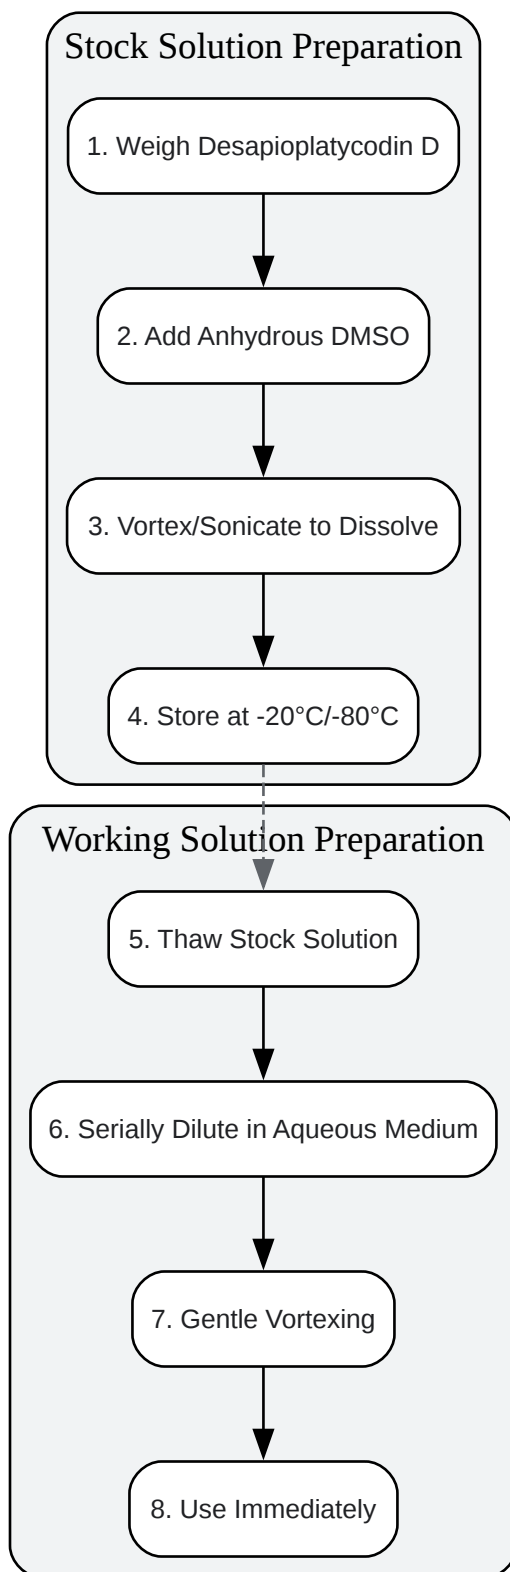 Stock Solution Preparation
1. Weigh Desapioplatycodin D
2. Add Anhydrous DMSO
3. Vortex/Sonicate to Dissolve
4. Store at -20°C/-80°C
Working Solution Preparation
5. Thaw Stock Solution
6. Serially Dilute in Aqueous Medium
7. Gentle Vortexing
8. Use Immediately